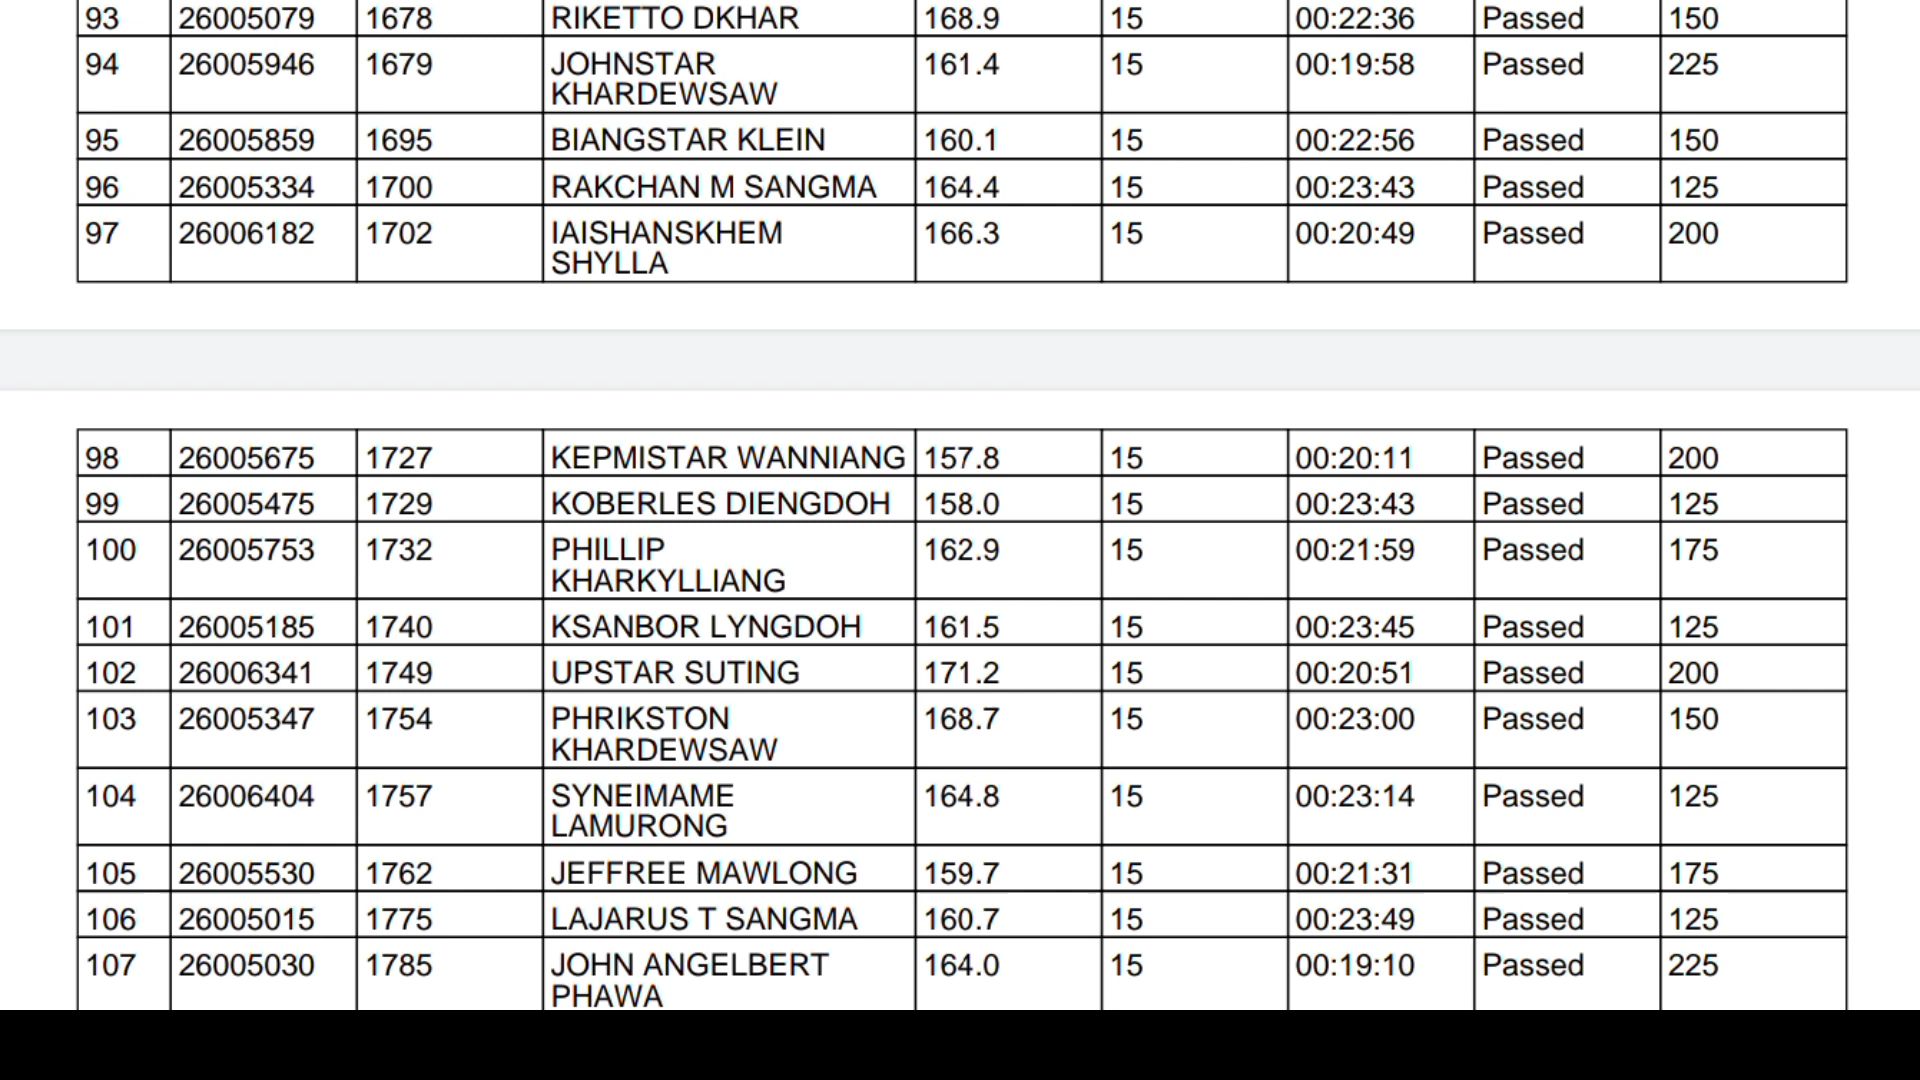 93 26005079 1678 RIKETTO DKHAR 168.9 15 00:22:36 Passed 150
94 26005946 1679 JOHNSTAR 161.4 15 00:19:58 Passed 225
KHARDEWSAW
95 26005859 1695 BIANGSTAR KLEIN 160.1 15 00:22:56 Passed 150
96 26005334 1700 RAKCHAN M SANGMA 164.4 15 00:23:43 Passed 125
97 26006182 1702 IAISHANSKHEM 166.3 15 00:20:49 Passed 200
SHYLLA
98 26005675 1727 KEPMISTAR WANNIANG 157.8 15 00:20:11 Passed 200
99 26005475 1729 KOBERLES DIENGDOH 158.0 15 00:23:43 Passed 125
100 26005753 1732 PHILLIP 162.9 15 00:21:59 Passed 175
KHARKYLLIANG
101 26005185 1740 KSANBOR LYNGDOH 161.5 15 00:23:45 Passed 125
102 26006341 1749 UPSTAR SUTING 171.2 15 00:20:51 Passed 200
103 26005347 1754 PHRIKSTON 168.7 15 00:23:00 Passed 150
KHARDEWSAW
104 26006404 1757 SYNEIMAME 164.8 15 00:23:14 Passed 125
LAMURONG
105 26005530 1762 JEFFREE MAWLONG 159.7 15 00:21:31 Passed 175
106 26005015 1775 LAJARUS T SANGMA 160.7 15 00:23:49 Passed 125
107 26005030 1785 JOHN ANGELBERT 164.0 15 00:19:10 Passed 225
PHAWA